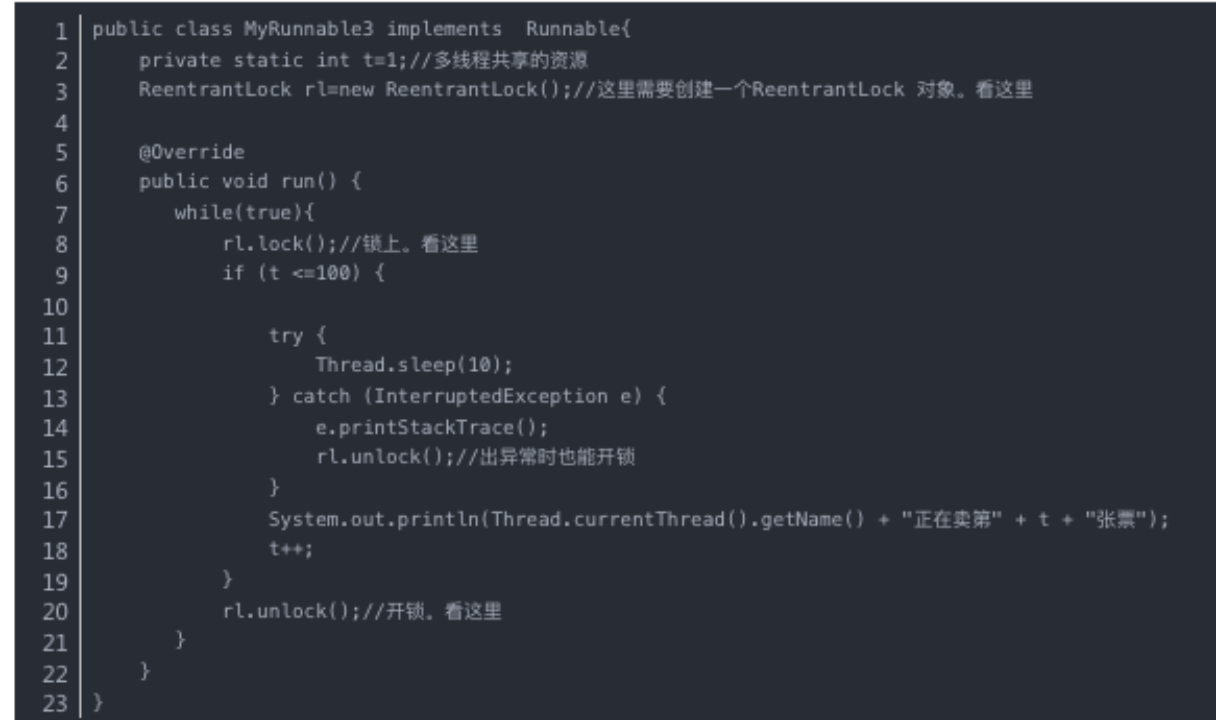 1 public class MyRunnable3 implements  Runnable{
2     private static int t=1;//多线程共享的资源
3     ReentrantLock rl=new ReentrantLock();//这里需要创建一个ReentrantLock 对象。看这里
4
5     @Override
6     public void run() {
7        while(true){
8            rl.lock();//锁上。看这里
9            if (t <=100) {
10
11                try {
12                    Thread.sleep(10);
13                } catch (InterruptedException e) {
14                    e.printStackTrace();
15                    rl.unlock();//出异常时也能开锁
16                }
17                System.out.println(Thread.currentThread().getName() + "正在卖第" + t + "张票");
18                t++;
19            }
20            rl.unlock();//开锁。看这里
21        }
22     }
23 }